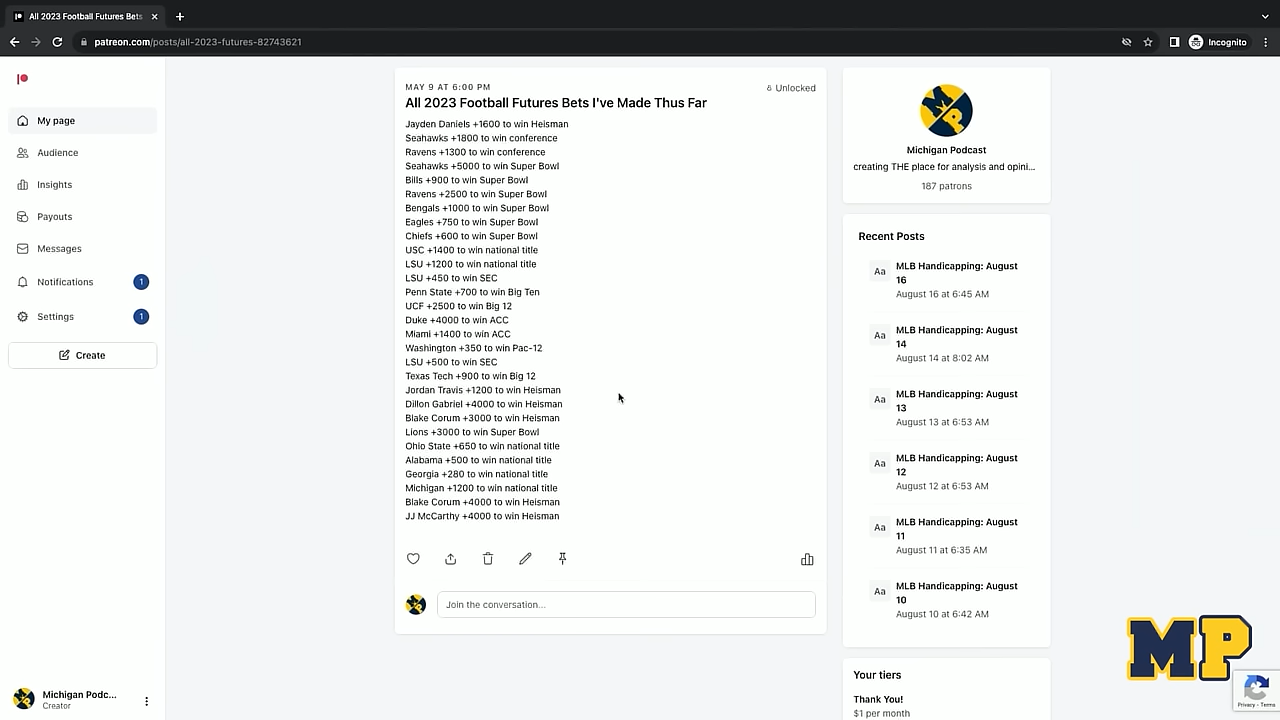 All 2023 Football Futures Bets
patreon.com/posts/all-2023-futures-82743621
Incognito
My page
Audience
Insights
Payouts
Messages
Notifications 1
Settings 1
Create
Michigan Podc...
Creator
MAY 9 AT 6:00 PM
Unlocked
All 2023 Football Futures Bets I've Made Thus Far
Jayden Daniels +1600 to win Heisman
Seahawks +1800 to win conference
Ravens +1300 to win conference
Seahawks +5000 to win Super Bowl
Bills +900 to win Super Bowl
Ravens +2500 to win Super Bowl
Bengals +1000 to win Super Bowl
Eagles +750 to win Super Bowl
Chiefs +600 to win Super Bowl
USC +1400 to win national title
LSU +1200 to win national title
LSU +450 to win SEC
Penn State +700 to win Big Ten
UCF +2500 to win Big 12
Duke +4000 to win ACC
Miami +1400 to win ACC
Washington +350 to win Pac-12
LSU +500 to win SEC
Texas Tech +900 to win Big 12
Jordan Travis +1200 to win Heisman
Dillon Gabriel +4000 to win Heisman
Blake Corum +3000 to win Heisman
Lions +3000 to win Super Bowl
Ohio State +650 to win national title
Alabama +500 to win national title
Georgia +280 to win national title
Michigan +1200 to win national title
Blake Corum +4000 to win Heisman
JJ McCarthy +4000 to win Heisman
Join the conversation...
MP
Michigan Podcast
creating THE place for analysis and opini...
187 patrons
Recent Posts
Aa
MLB Handicapping: August
16
August 16 at 6:45 AM
Aa
MLB Handicapping: August
14
August 14 at 8:02 AM
Aa
MLB Handicapping: August
13
August 13 at 6:53 AM
Aa
MLB Handicapping: August
12
August 12 at 6:53 AM
Aa
MLB Handicapping: August
11
August 11 at 6:35 AM
Aa
MLB Handicapping: August
10
August 10 at 6:42 AM
Your tiers
Thank You!
$1 per month
MP
Privacy - Terms